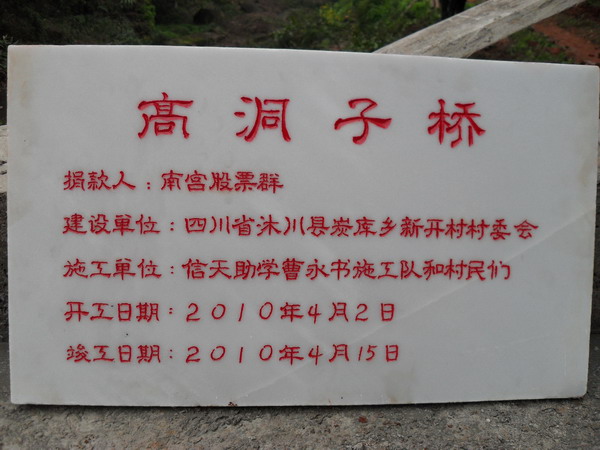 高洞子桥
捐款人：南宫股票群
建设单位：四川省沐川县炭库乡新开村村委会
施工单位：信天助学曹永书施工队和村民们
开工日期：2010年4月2日
竣工日期：2010年4月15日